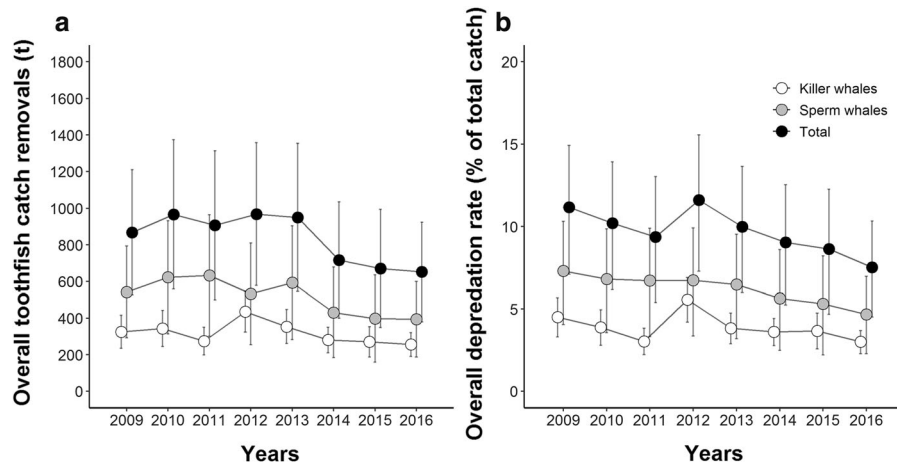 a
Overall toothfish catch removals (t)
1800
1600
1400
1200
1000
800
600
400
200
0
2009 2010 2011 2012 2013 2014 2015 2016
Years
b
Overall depredation rate (% of total catch)
20
15
10
5
0
Killer whales
Sperm whales
Total
2009 2010 2011 2012 2013 2014 2015 2016
Years